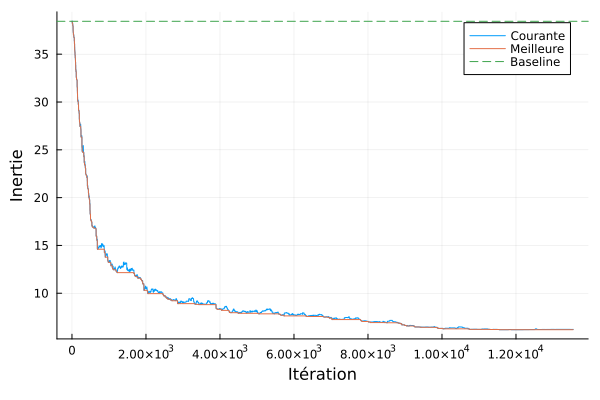 35
30
25
20
15
10
Inertie
Courante
Meilleure
Baseline
0 2.00×10³ 4.00×10³ 6.00×10³ 8.00×10³ 1.00×10⁴ 1.20×10⁴
Itération